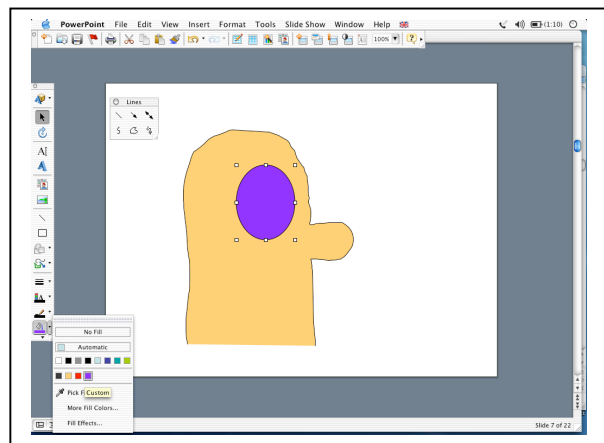 PowerPoint File Edit View Insert Format Tools Slide Show Window Help (1:10)
100%
Lines
A
A
No Fill
Automatic
Pick F Custom
More Fill Colors...
Fill Effects...
Slide 7 of 22